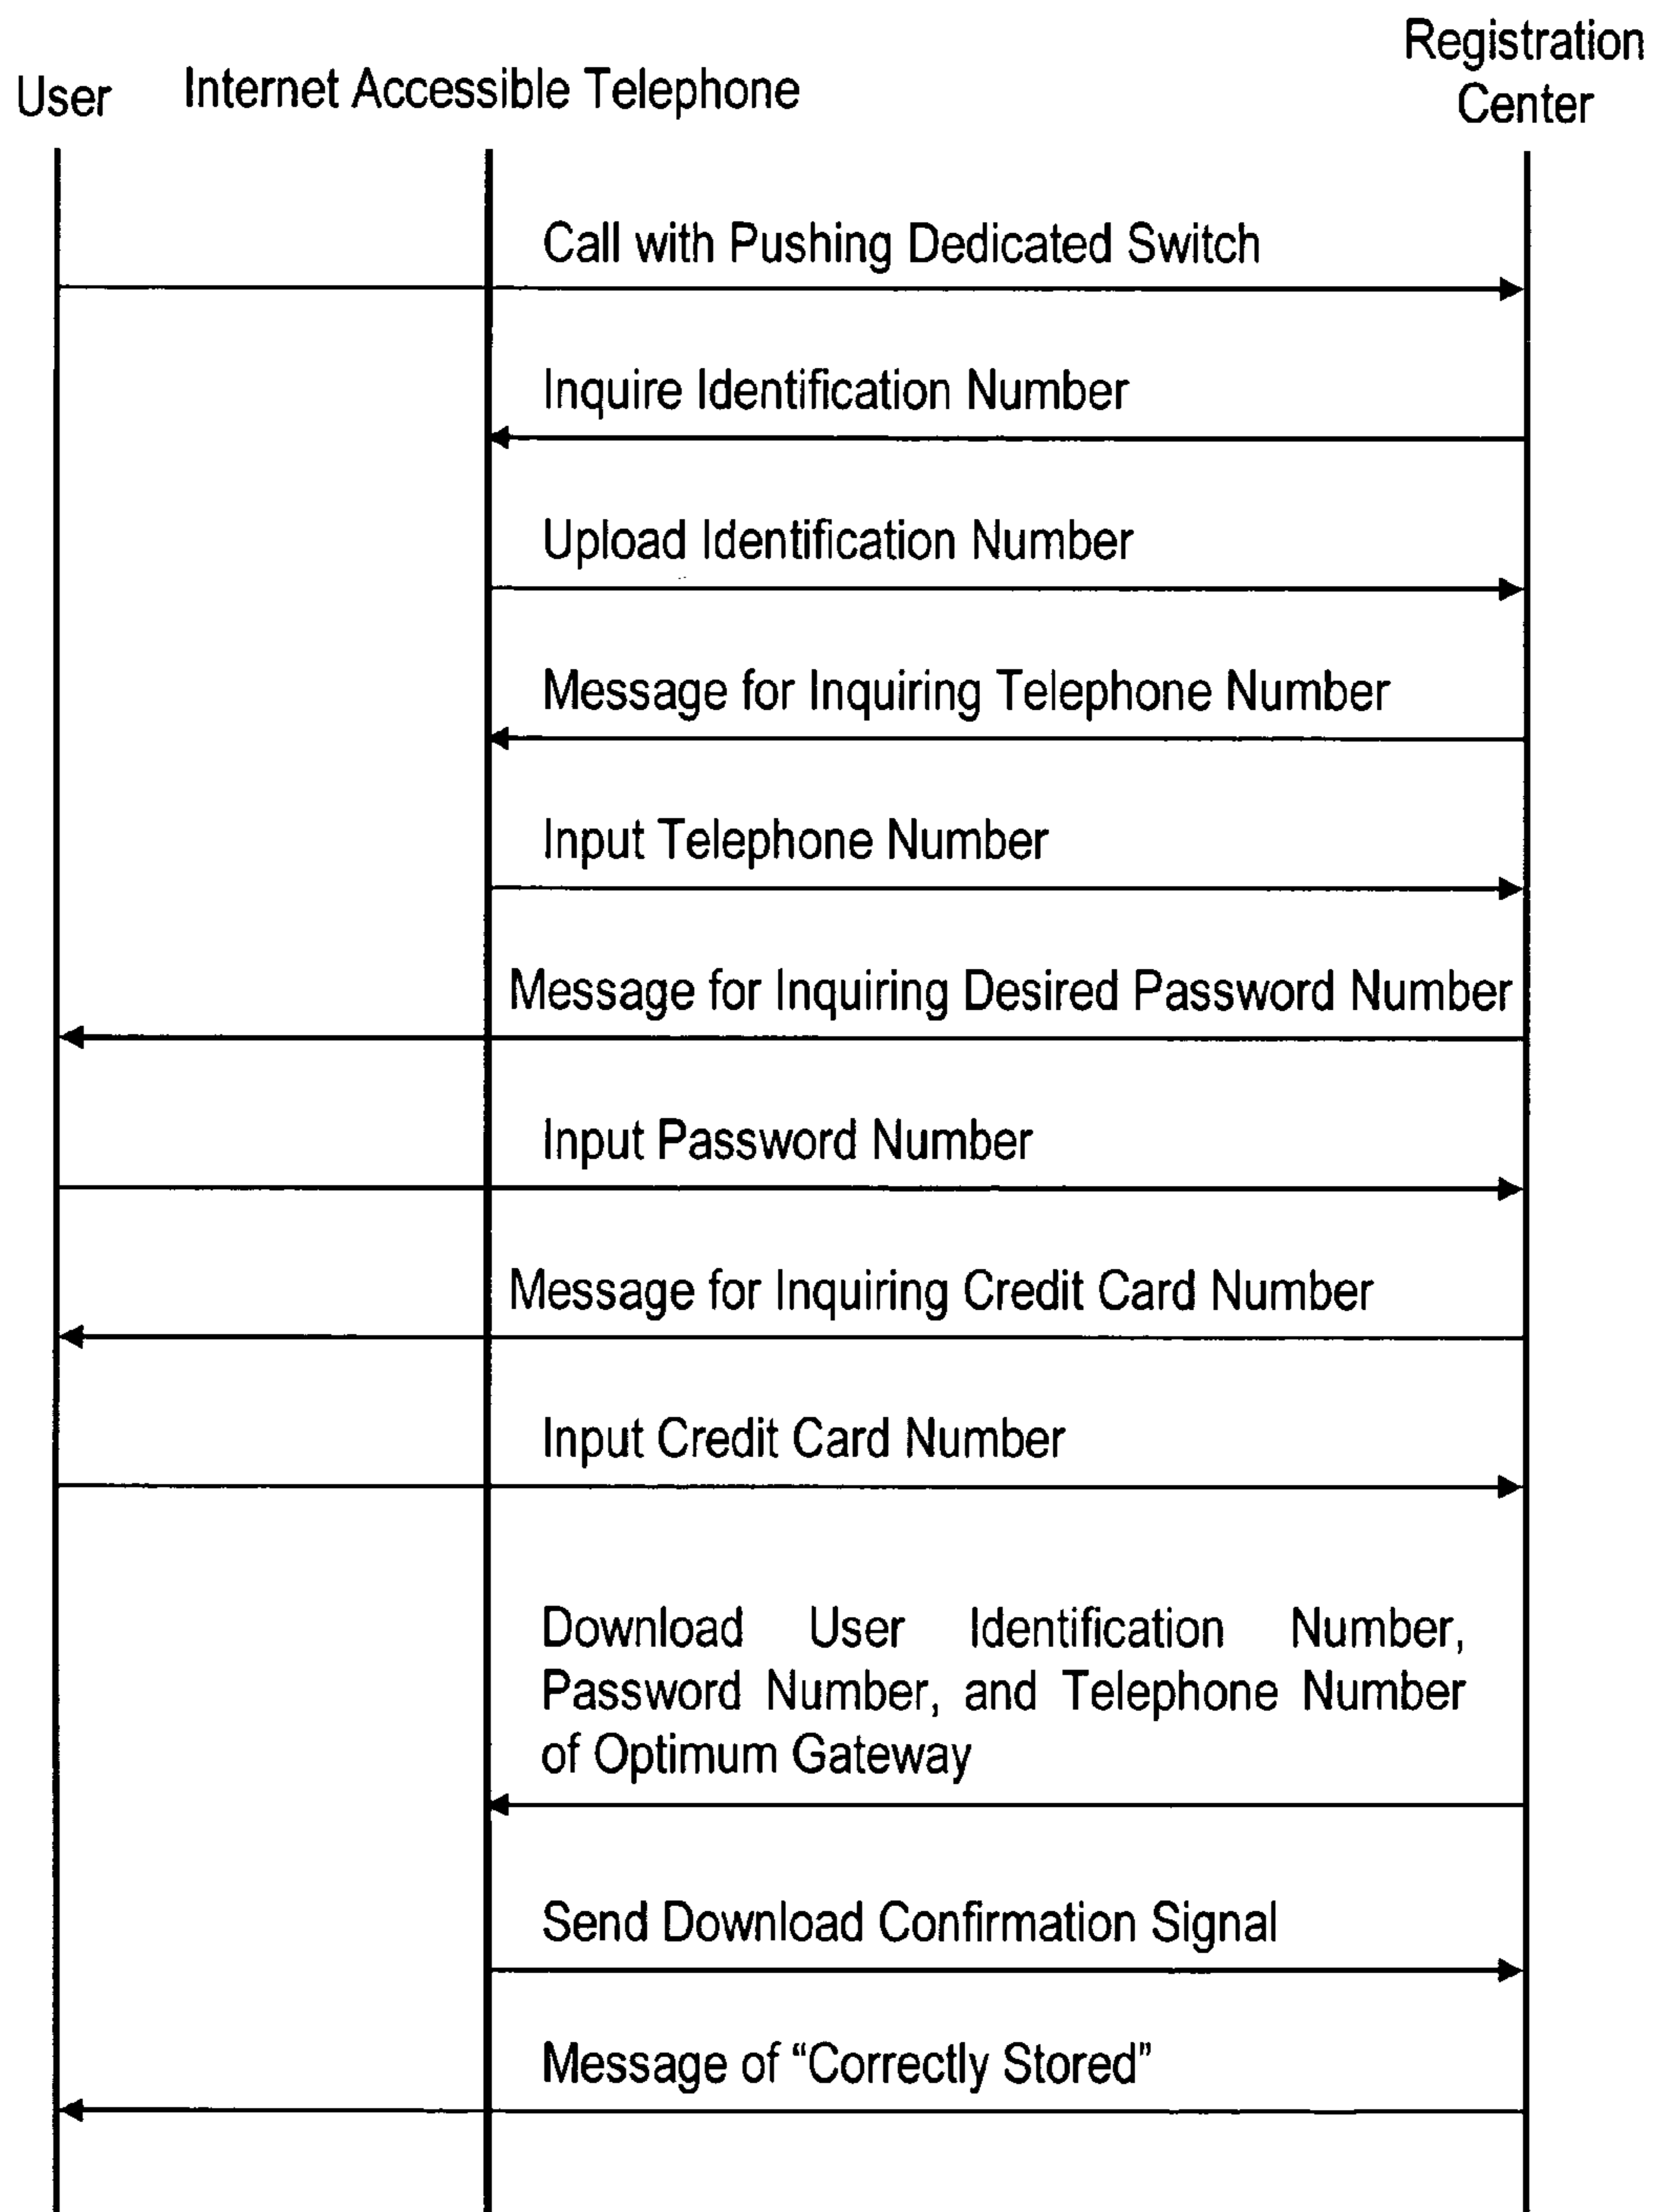 User
Internet Accessible Telephone
Registration
Center
Call with Pushing Dedicated Switch
Inquire Identification Number
Upload Identification Number
Message for Inquiring Telephone Number
Input Telephone Number
Message for Inquiring Desired Password Number
Input Password Number
Message for Inquiring Credit Card Number
Input Credit Card Number
Download User Identification Number,
Password Number, and Telephone Number
of Optimum Gateway
Send Download Confirmation Signal
Message of “Correctly Stored”